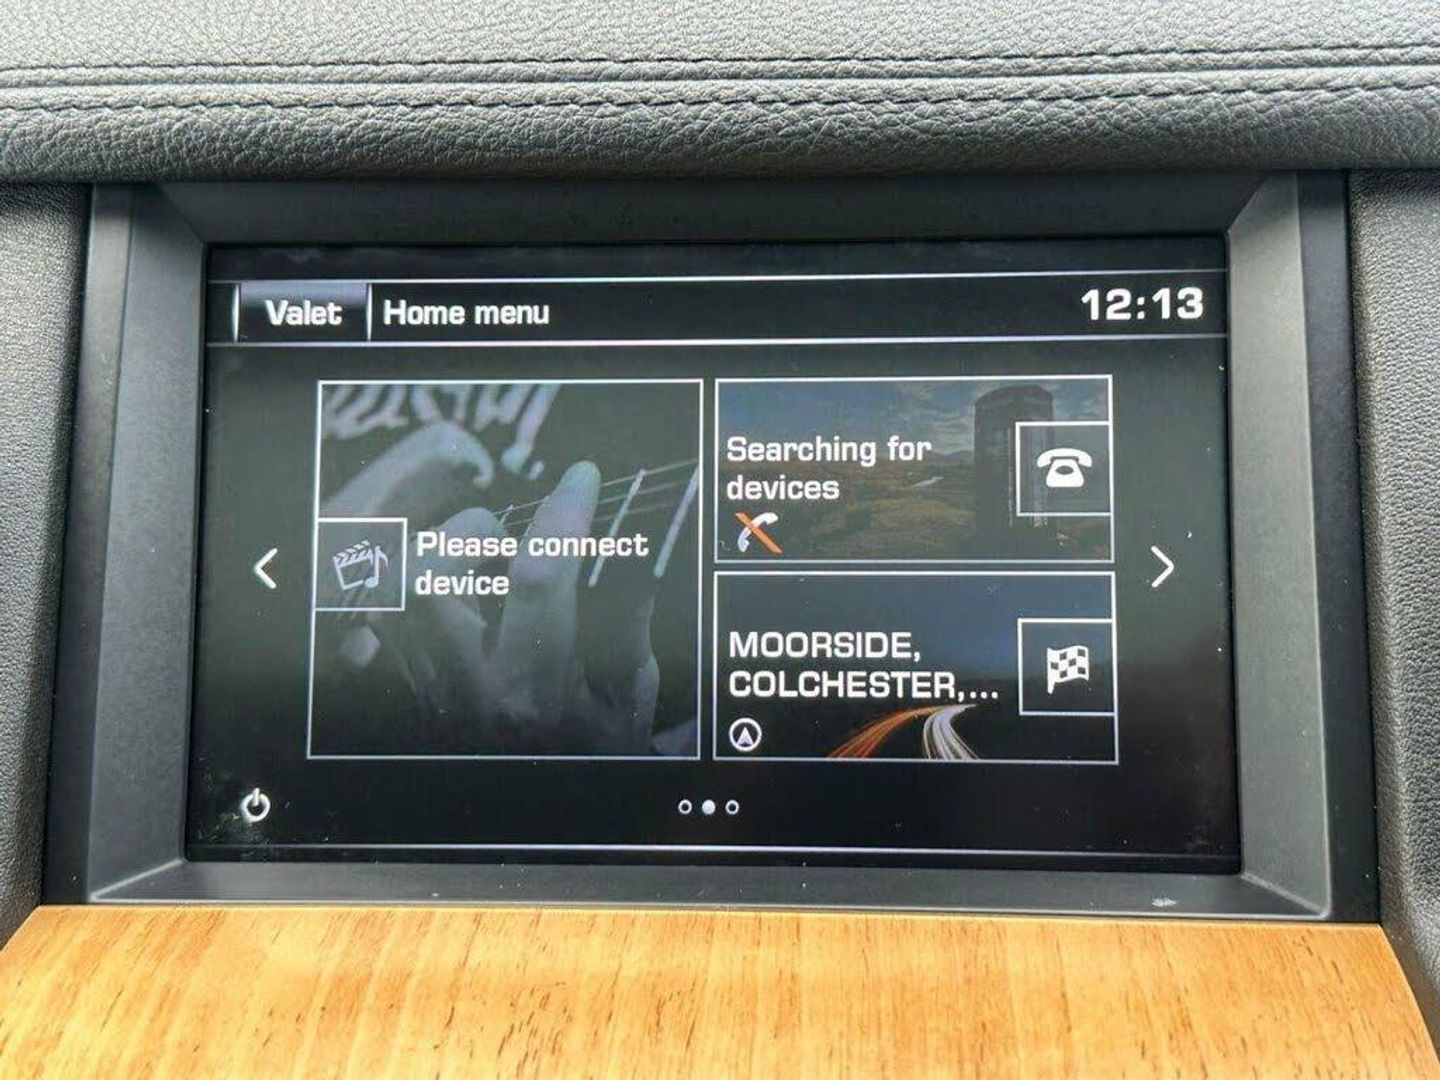 Valet
Home menu
12:13
Please connect
device
Searching for
devices
MOORSIDE,
COLCHESTER,...